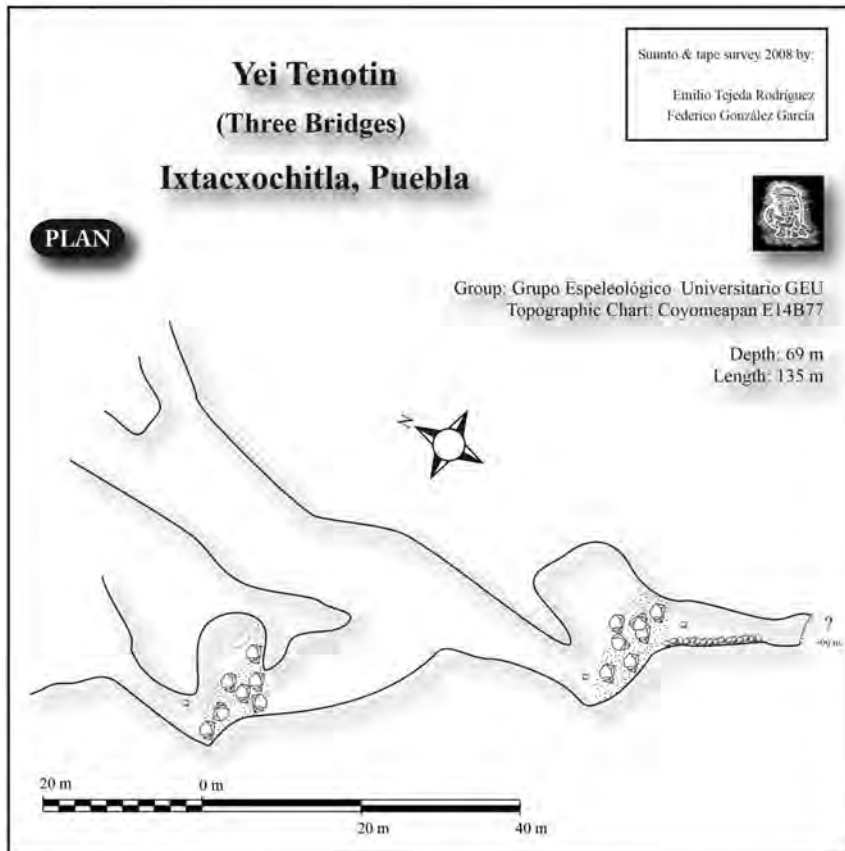 Yei Tenotin
(Three Bridges)
Ixtacxochitla, Puebla
Suunto & tape survey 2008 by:
Emilio Tejeda Rodríguez
Federico González García
PLAN
Group: Grupo Espeleológico Universitario GEU
Topographic Chart: Coyomeapan E14B77
Depth: 69 m
Length: 135 m
N
?
20 m
0 m
20 m
40 m